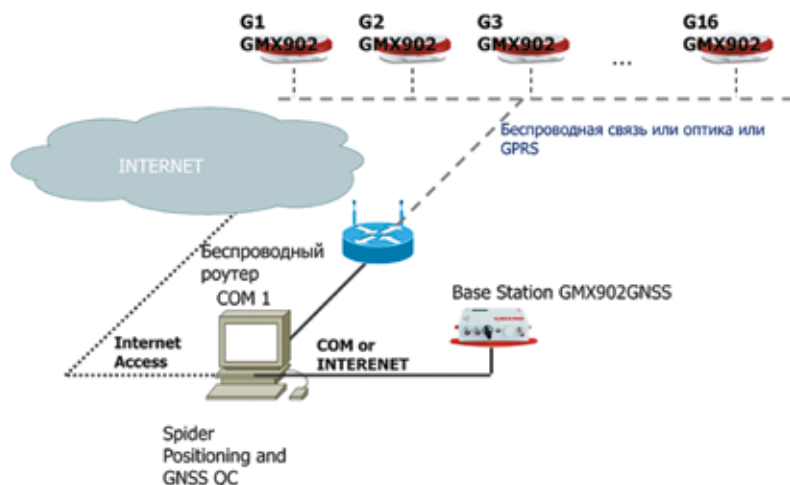 G1 G2 G3 G16
GMX902 GMX902 GMX902 ... GMX902
Беспроводная связь или оптика или
GPRS
INTERNET
Беспроводный
роутер
COM 1
Base Station GMX902GNSS
Internet
Access
COM or
INTERENET
Spider
Positioning and
GNSS QC